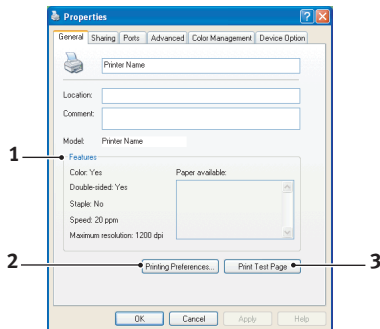 Properties
General Sharing Ports Advanced Color Management Device Option
Printer Name
Location:
Comment:
Model: Printer Name
1
Features
Color: Yes Paper available:
Double-sided: Yes
Staple: No
Speed: 20 ppm
Maximum resolution: 1200 dpi
2 Printing Preferences... Print Test Page 3
OK Cancel Apply Help